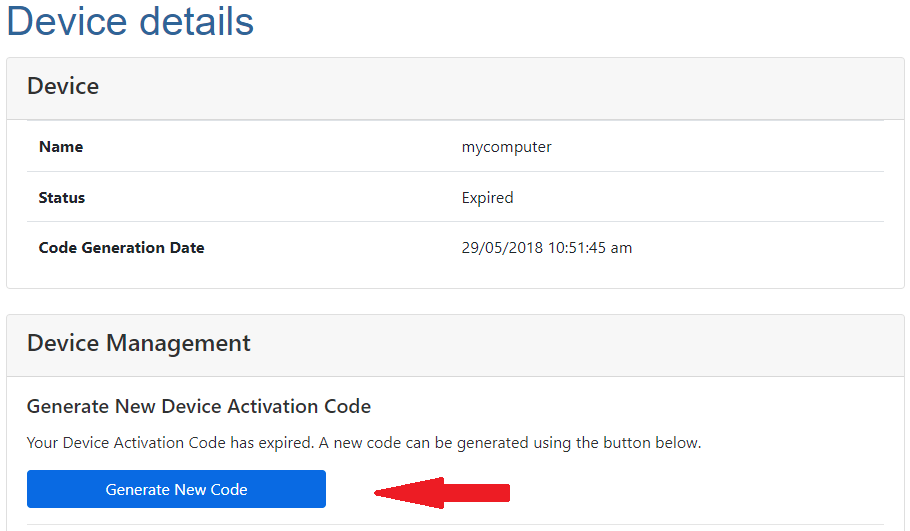 Device details
Device
Name mycomputer
Status Expired
Code Generation Date 29/05/2018 10:51:45 am
Device Management
Generate New Device Activation Code
Your Device Activation Code has expired. A new code can be generated using the button below.
Generate New Code